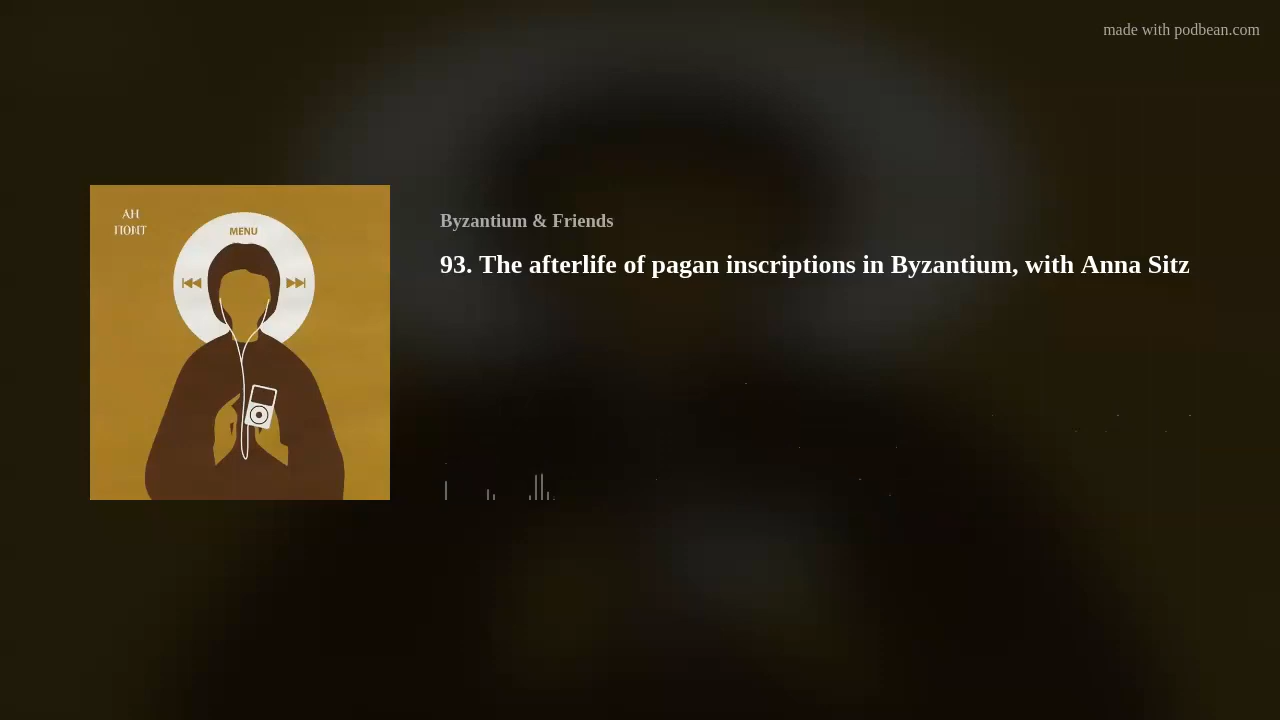 made with podbean.com
ΑΗ
ΠΟΝΤ
MENU
Byzantium & Friends
93. The afterlife of pagan inscriptions in Byzantium, with Anna Sitz